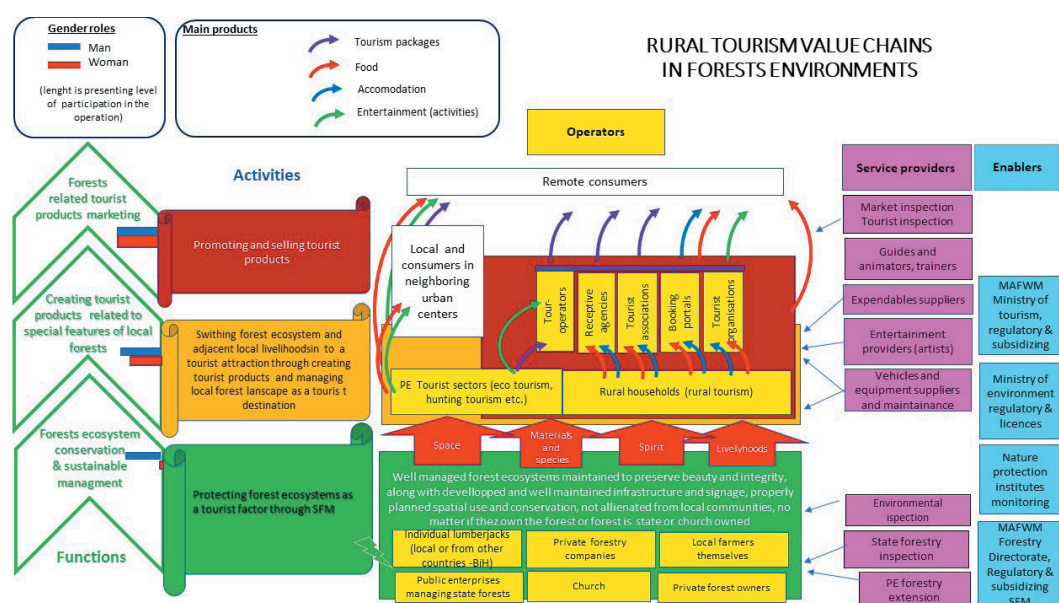 Gender roles
Man
Woman
(lenght is presenting level
of participation in the
operation)
Main products
Tourism packages
Food
Accomodation
Entertainment (activities)
RURAL TOURISM VALUE CHAINS
IN FORESTS ENVIRONMENTS
Operators
Service providers
Enablers
Activities
Forests
related tourist
products marketing
Creating tourist
products related to
special features of local
forests
Forests ecosystem
conservation
& sustainable
managment
Functions
Promoting and selling tourist
products
Swithing forest ecosystem and
adjacent local livelihoodsin to a
tourist attraction through creating
tourist products and managing
local forest lanscape as a touris t
destination
Protecting forest ecosystems as
a tourist factor through SFM
Remote consumers
Local and
consumers in
neighboring
urban
centers
Tour-
operators
Receptive
agencies
Tourist
associations
Booking
portals
Tourist
organisations
PE Tourist sectors (eco tourism,
hunting tourism etc.)
Rural households (rural tourism)
Space
Materials
and
species
Spirit
Livelyhoods
Well managed forest ecosystems maintained to preserve beauty and integrity,
along with devellopped and well maintained infrastructure and signage, properly
planned spatial use and conservation, not allienated from local communities, no
matter if thez own the forest or forest is state or church owned
Individual lumberjacks
(local or from other
countries -BiH)
Private forestry
companies
Local farmers
themselves
Public enterprises
managing state forests
Church
Private forest owners
Market inspection
Tourist inspection
Guides and
animators, trainers
Expendables suppliers
Entertainment
providers (artists)
Vehicles and
equipment suppliers
and maintainance
Environmental
ispection
State forestry
inspection
PE forestry
extension
MAFWM
Ministry of
tourism,
regulatory &
subsidizing
Ministry of
environment
regulatory &
licences
Nature
protection
institutes
monitoring
MAFWM
Forestry
Directorate,
Regulatory &
subsidizing
SFM